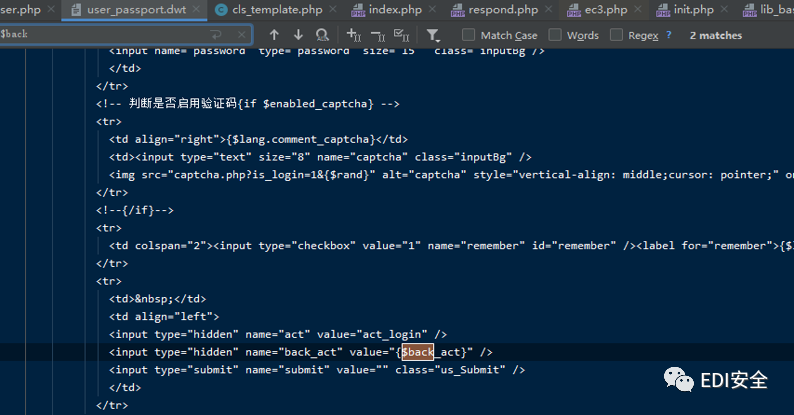 ser.php × user_passport.dwt × cls_template.php × index.php × respond.php × ec3.php × init.php × lib_bas
$back Match Case Words Regex ? 2 matches
<input name="password" type="password" size="15" class="inputBg" />
</td>
</tr>
<!-- 判断是否启用验证码{if $enabled_captcha} -->
<tr>
<td align="right">{$lang.comment_captcha}</td>
<td><input type="text" size="8" name="captcha" class="inputBg" />
<img src="captcha.php?is_login=1&{$rand}" alt="captcha" style="vertical-align: middle;cursor: pointer;" on
</tr>
<!--{/if}-->
<tr>
<td colspan="2"><input type="checkbox" value="1" name="remember" id="remember" /><label for="remember">{$l
</tr>
<tr>
<td>&nbsp;</td>
<td align="left">
<input type="hidden" name="act" value="act_login" />
<input type="hidden" name="back_act" value="{$back_act}" />
<input type="submit" name="submit" value="" class="us_Submit" />
</td>
</tr>
EDI安全